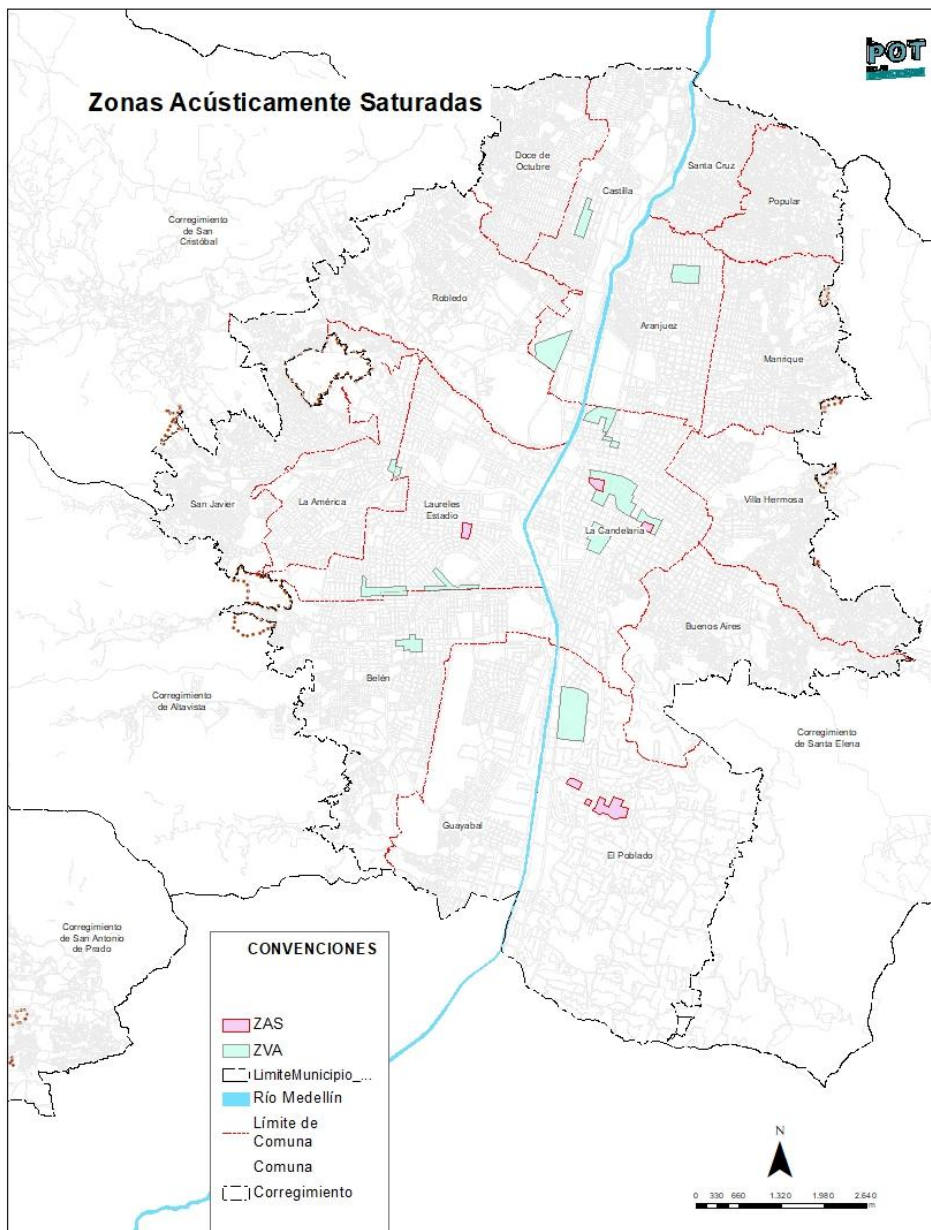 POT
Zonas Acústicamente Saturadas
Doce de
Octubre
Castilla
Santa Cruz
Popular
Corregimiento
de San
Cristóbal
Robledo
Aranjuez
Manrique
San Javier
La América
Laureles
Estadio
La Candelaria
Villa Hermosa
Buenos Aires
Belén
Corregimiento
de Altavista
Corregimiento
de Santa Elena
Guayabal
El Poblado
Corregimiento
de San Antonio
de Prado
CONVENCIONES
ZAS
ZVA
LimiteMunicipio_...
Río Medellín
Límite de
Comuna
Comuna
Corregimiento
N
0 330 660 1.320 1.980 2.640
m